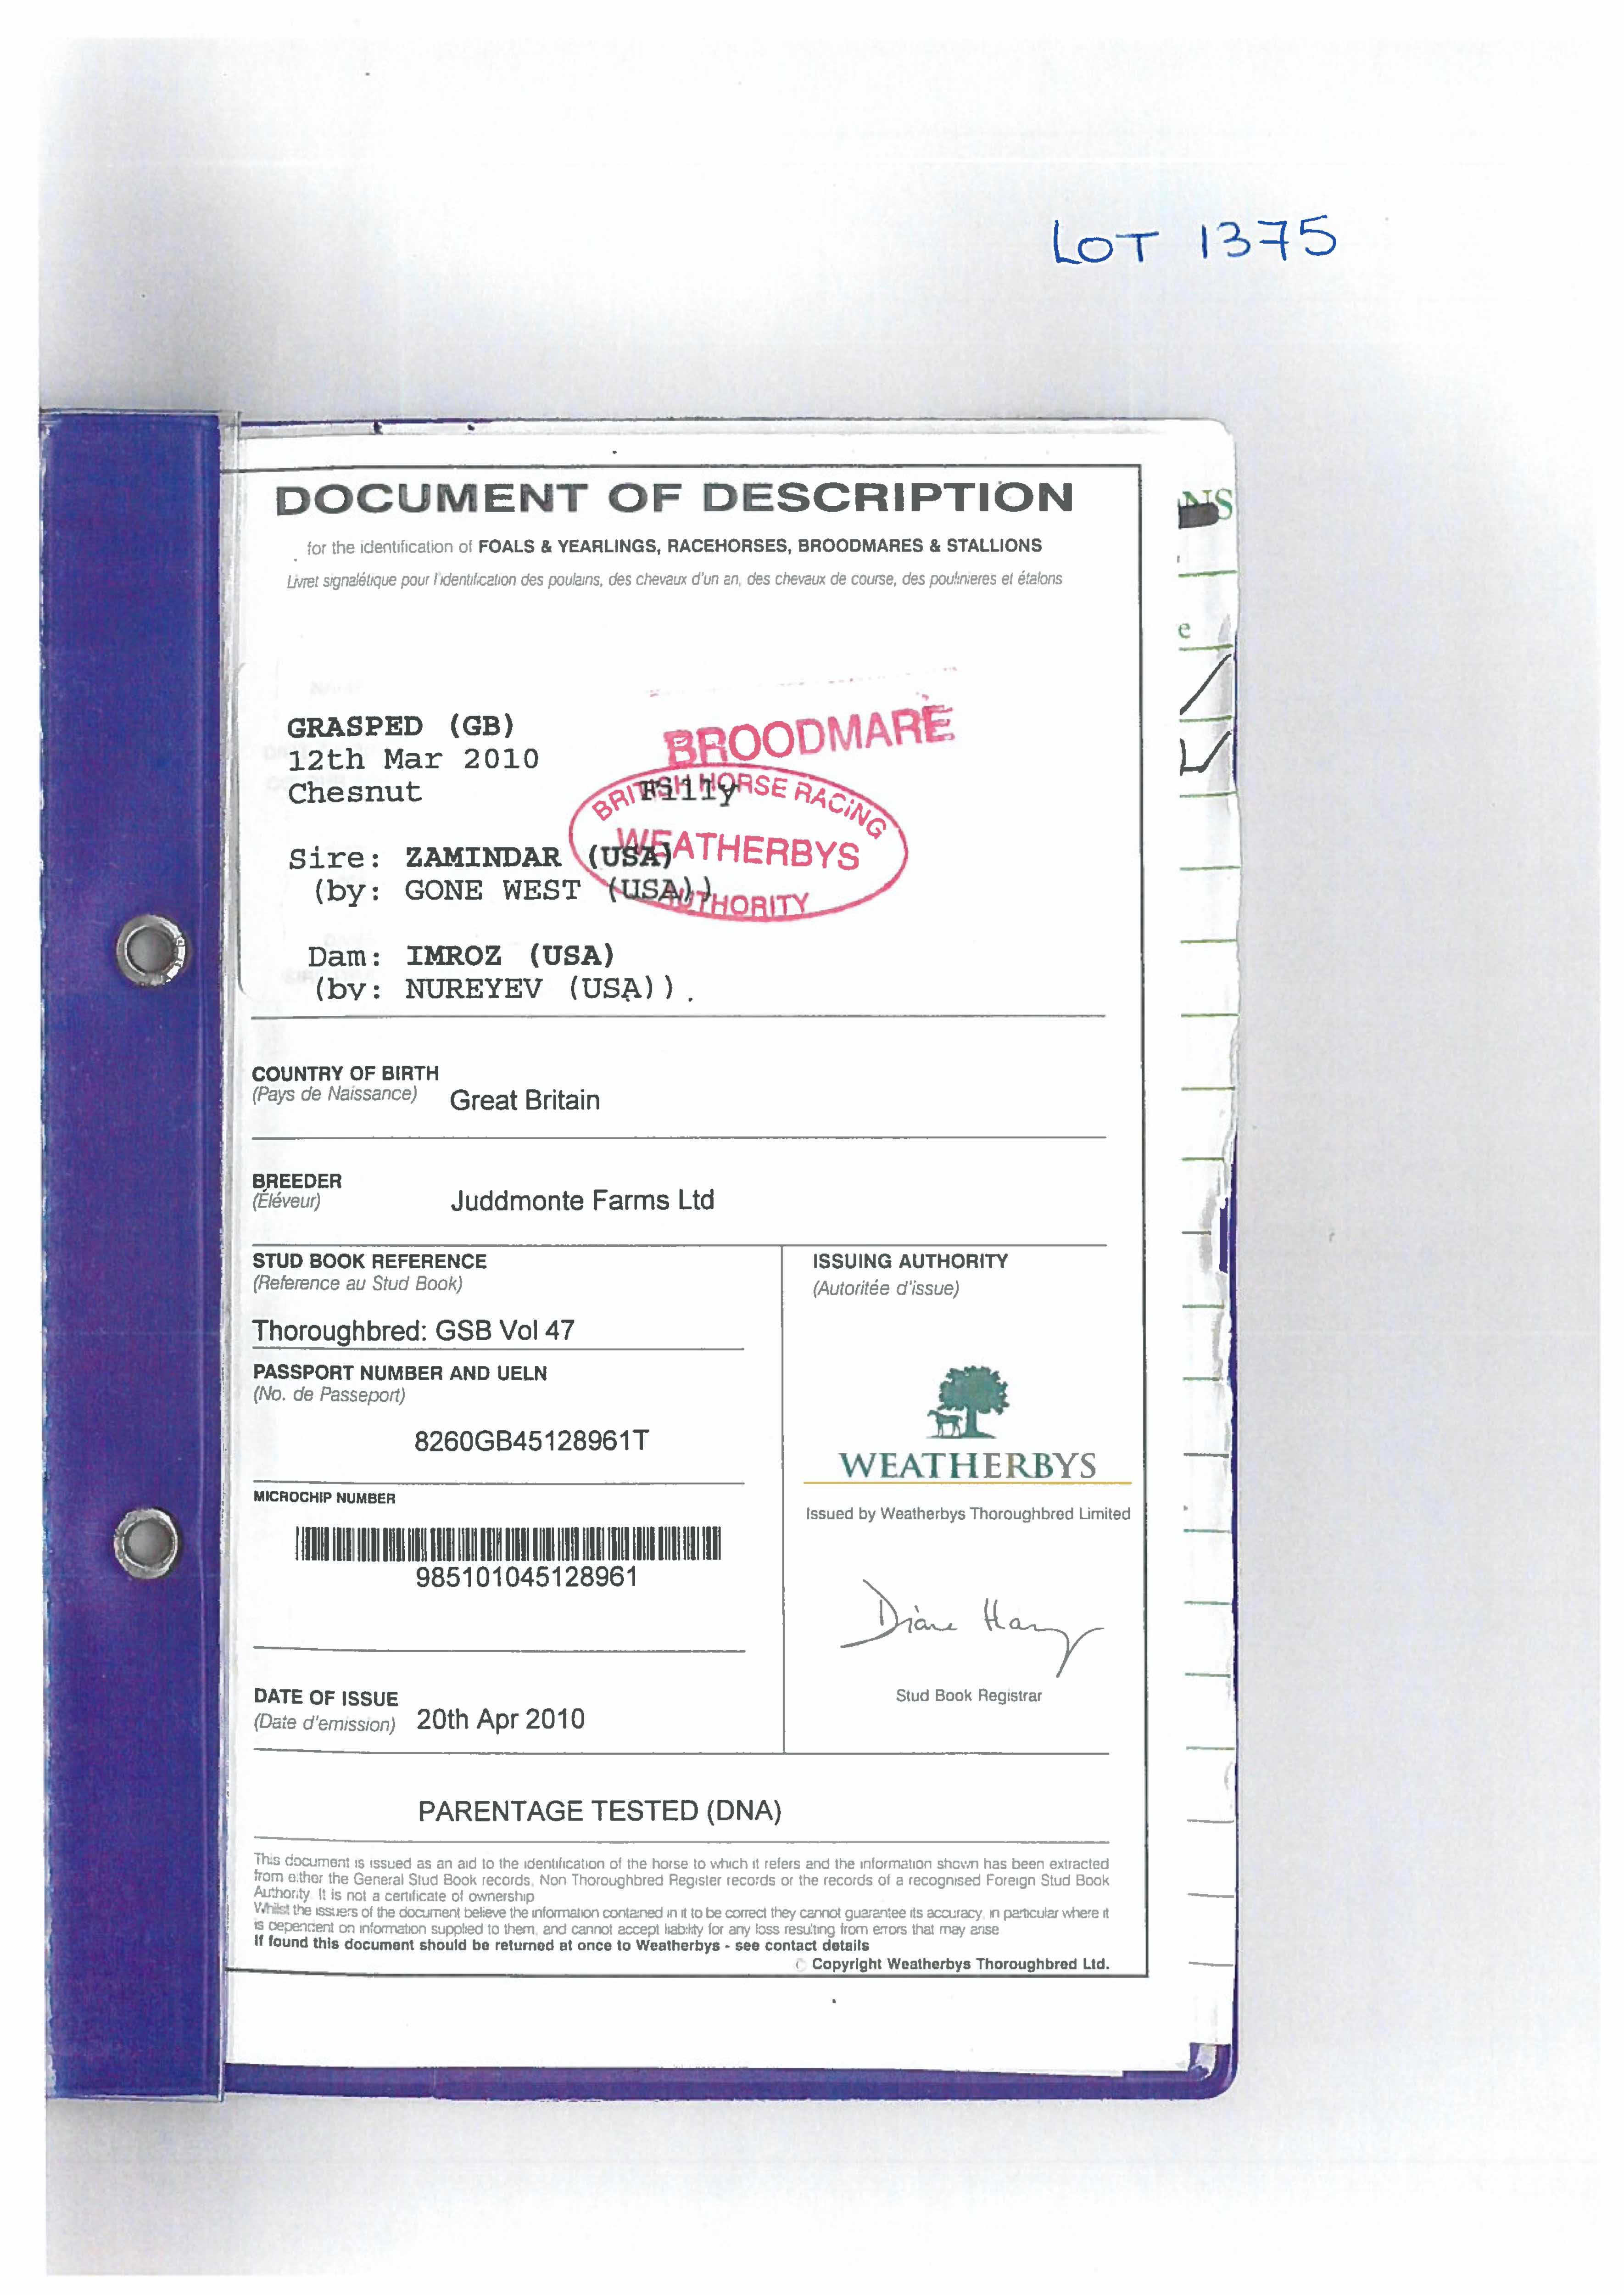 LOT 1375
DOCUMENT OF DESCRIPTION
for the identification of FOALS & YEARLINGS, RACEHORSES, BROODMARES & STALLIONS
Livret signalétique pour l'identification des poulains, des chevaux d'un an, des chevaux de course, des poulinieres et étalons
NS
e
GRASPED (GB)
BROODMARE
12th Mar 2010
Chesnut Filly
BRITISH HORSE RACING
WEATHERBYS
AUTHORITY
Sire: ZAMINDAR (USA)
(by: GONE WEST (USA))
Dam: IMROZ (USA)
(by: NUREYEV (USA)).
COUNTRY OF BIRTH
(Pays de Naissance) Great Britain
BREEDER
(Éléveur) Juddmonte Farms Ltd
STUD BOOK REFERENCE
(Reference au Stud Book)
Thoroughbred: GSB Vol 47
PASSPORT NUMBER AND UELN
(No. de Passeport)
8260GB45128961T
MICROCHIP NUMBER
985101045128961
DATE OF ISSUE
(Date d'emission) 20th Apr 2010
ISSUING AUTHORITY
(Autoritée d'issue)
WEATHERBYS
Issued by Weatherbys Thoroughbred Limited
Stud Book Registrar
PARENTAGE TESTED (DNA)
This document is issued as an aid to the identification of the horse to which it refers and the information shown has been extracted
from either the General Stud Book records, Non Thoroughbred Register records or the records of a recognised Foreign Stud Book
Authority. It is not a certificate of ownership
Whilst the issuers of the document believe the information contained in it to be correct they cannot guarantee its accuracy, in particular where it
is dependent on information supplied to them, and cannot accept liability for any loss resulting from errors that may arise
If found this document should be returned at once to Weatherbys - see contact details
© Copyright Weatherbys Thoroughbred Ltd.